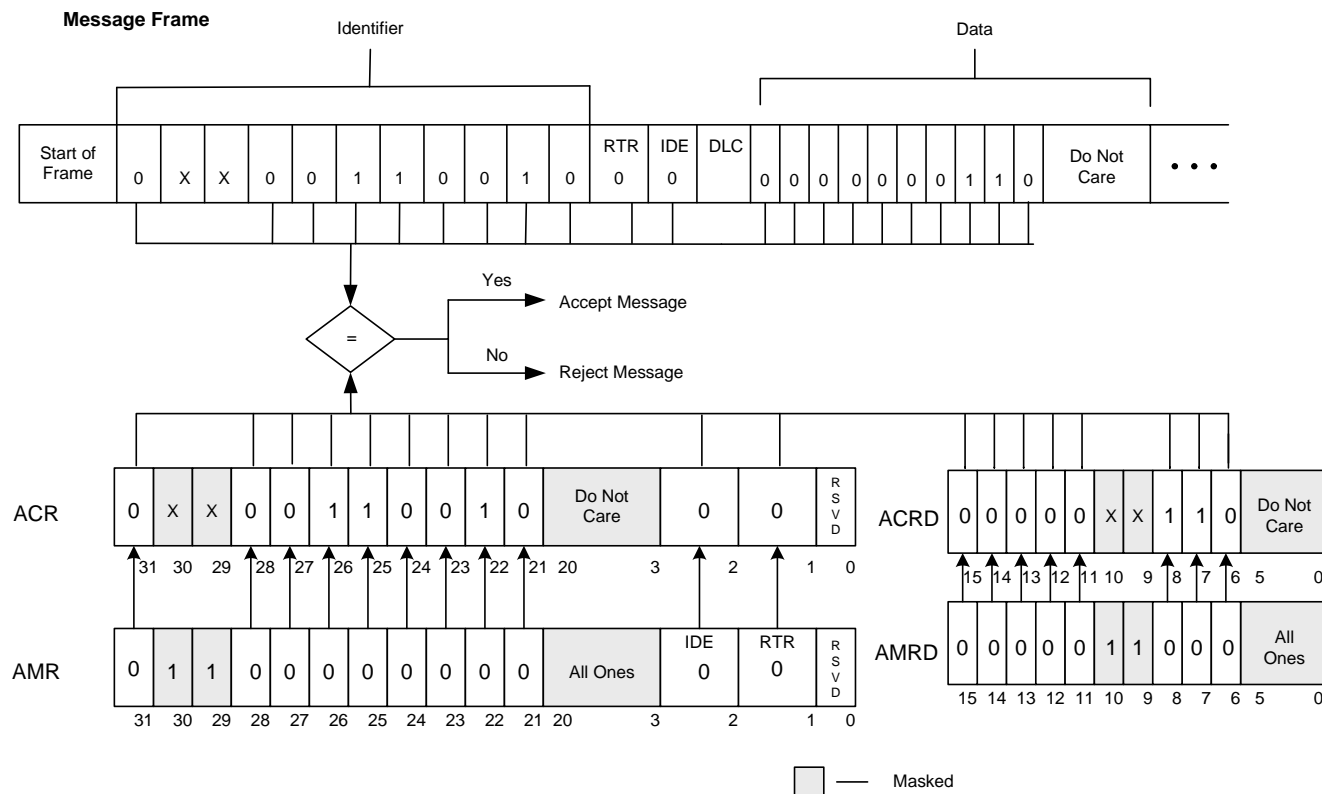 Message Frame
Identifier
Data
Start of Frame
0 X X 0 0 1 1 0 0 1 0
RTR 0
IDE 0
DLC
0 0 0 0 0 0 0 1 1 0
Do Not Care
• • •
=
Yes
Accept Message
No
Reject Message
ACR
0 X X 0 0 1 1 0 0 1 0 Do Not Care 0 0 RSVD
31 30 29 28 27 26 25 24 23 22 21 20 3 2 1 0
ACRD
0 0 0 0 0 X X 1 1 0 Do Not Care
15 14 13 12 11 10 9 8 7 6 5 0
AMR
0 1 1 0 0 0 0 0 0 0 0 All Ones IDE 0 RTR 0 RSVD
31 30 29 28 27 26 25 24 23 22 21 20 3 2 1 0
AMRD
0 0 0 0 0 1 1 0 0 0 All Ones
15 14 13 12 11 10 9 8 7 6 5 0
Masked